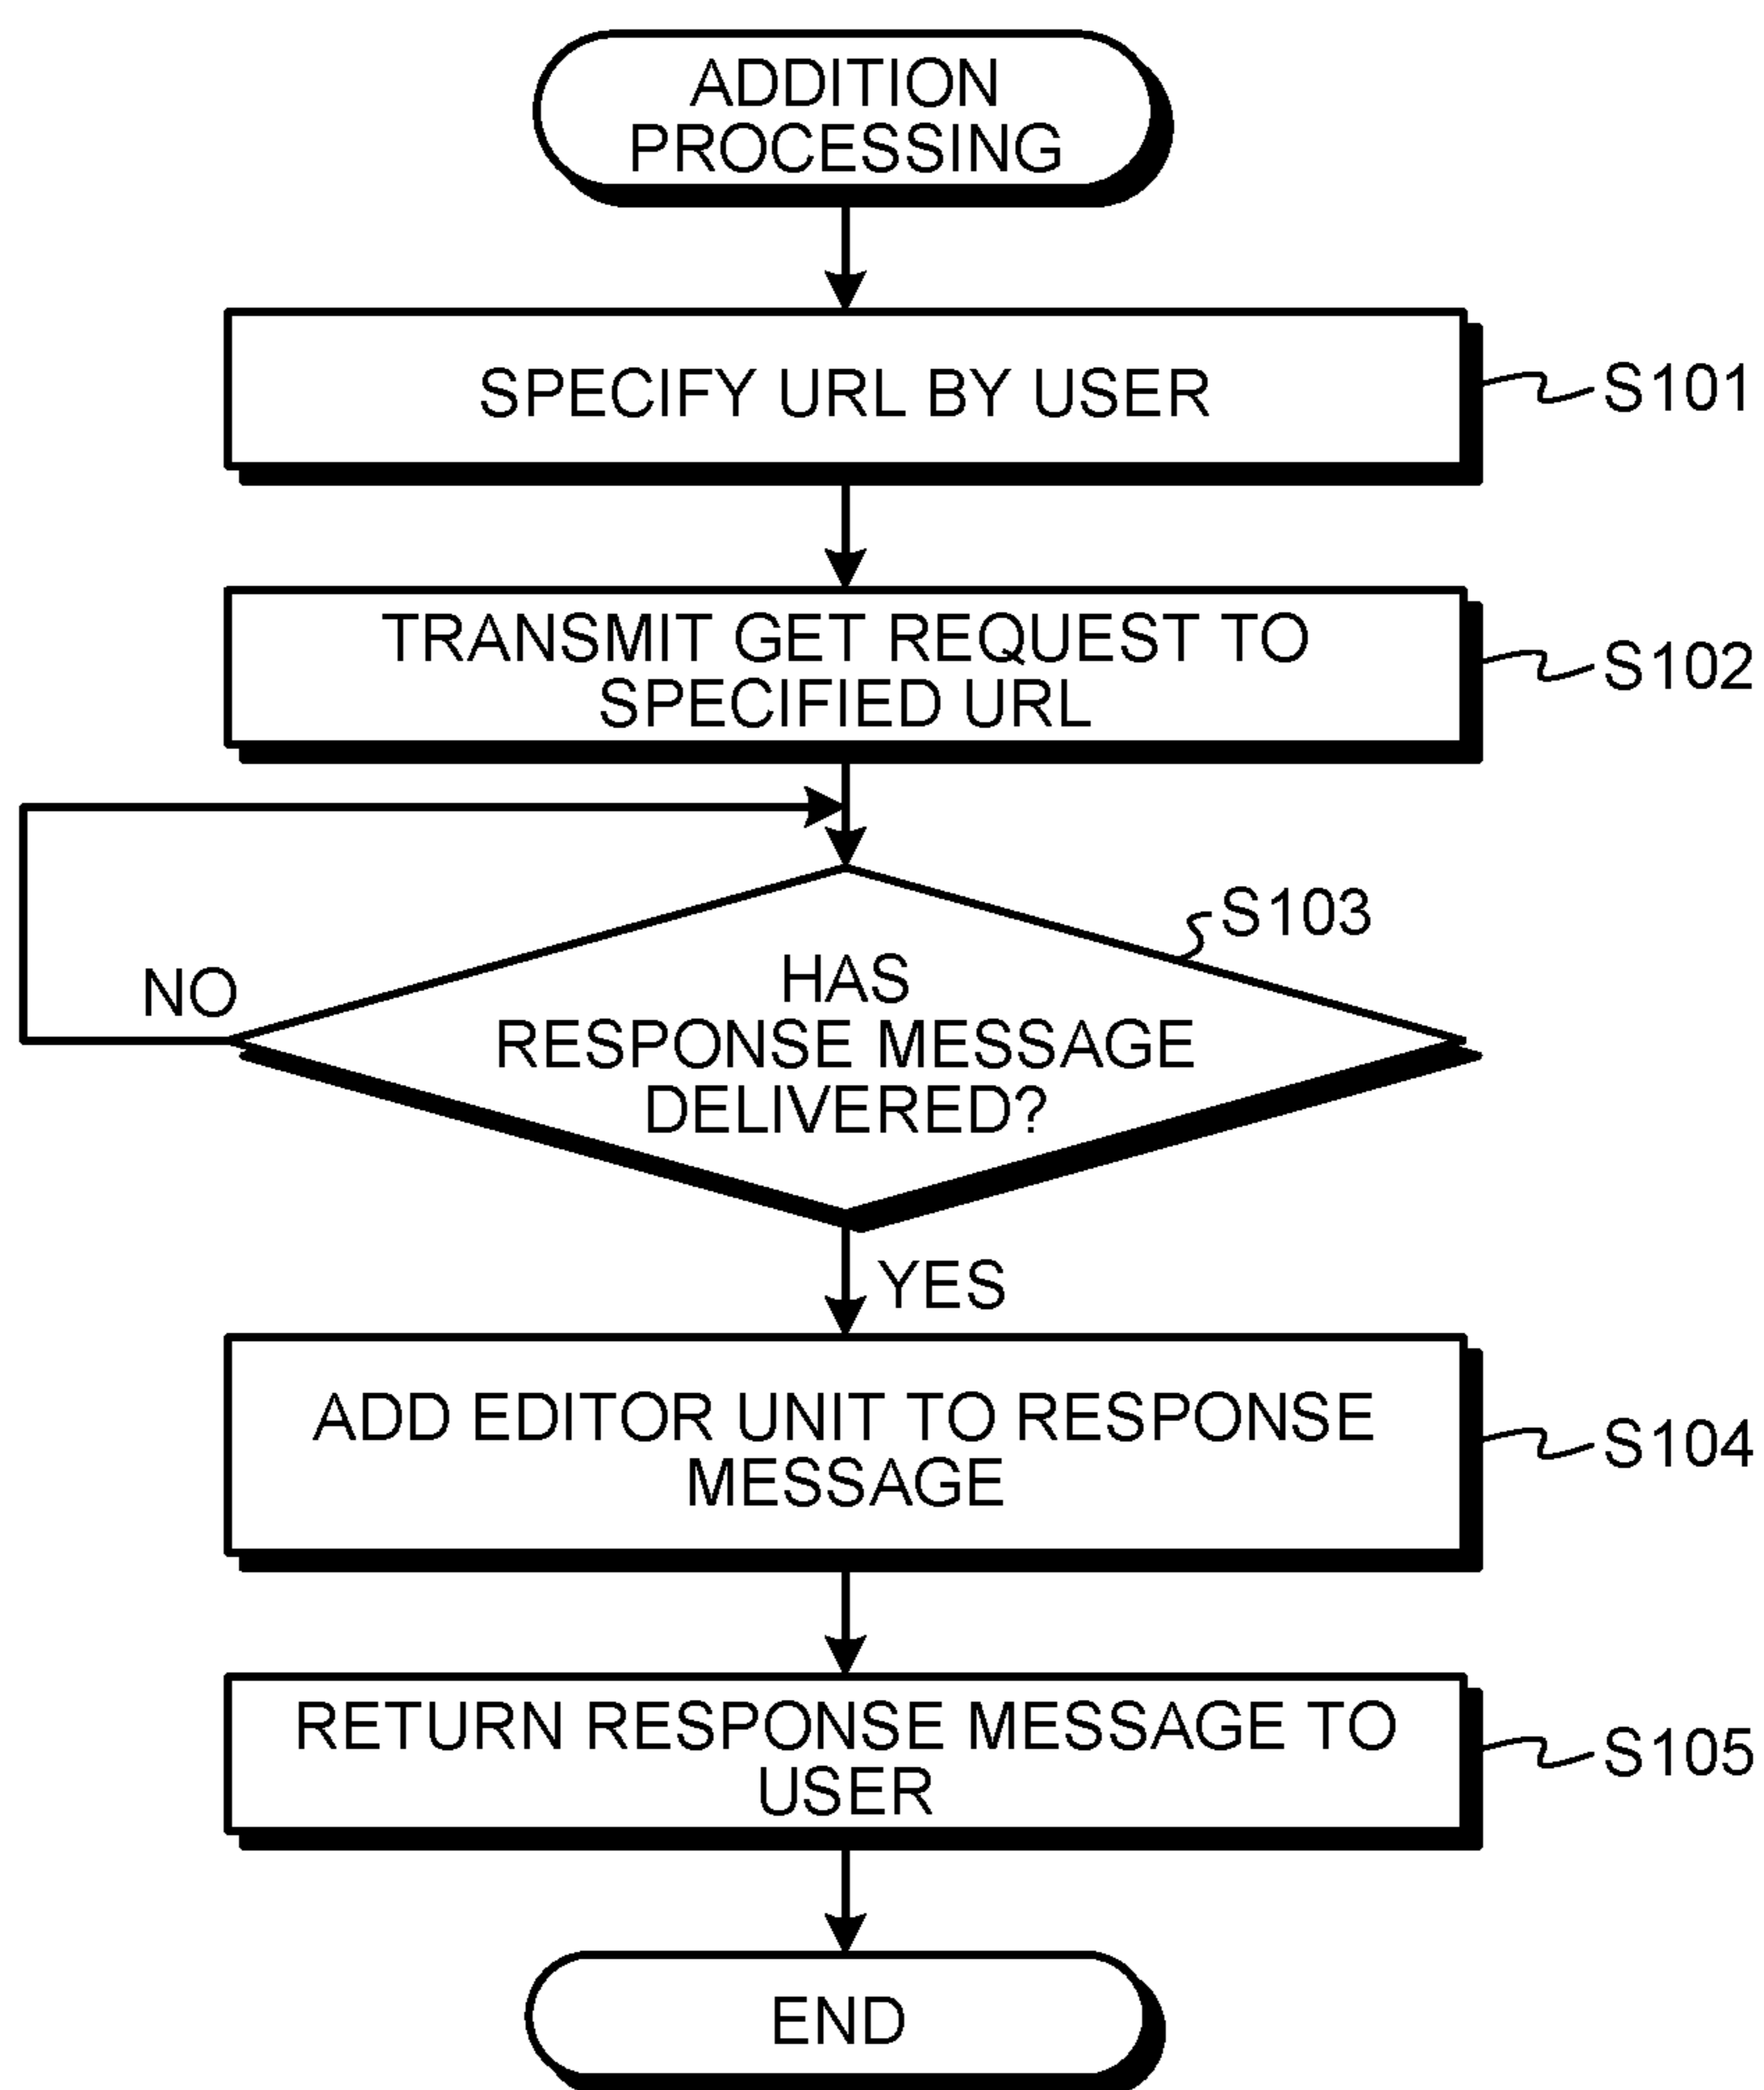 ADDITION
PROCESSING
SPECIFY URL BY USER
S101
TRANSMIT GET REQUEST TO
SPECIFIED URL
S102
S103
HAS
RESPONSE MESSAGE
DELIVERED?
NO
YES
ADD EDITOR UNIT TO RESPONSE
MESSAGE
S104
RETURN RESPONSE MESSAGE TO
USER
S105
END